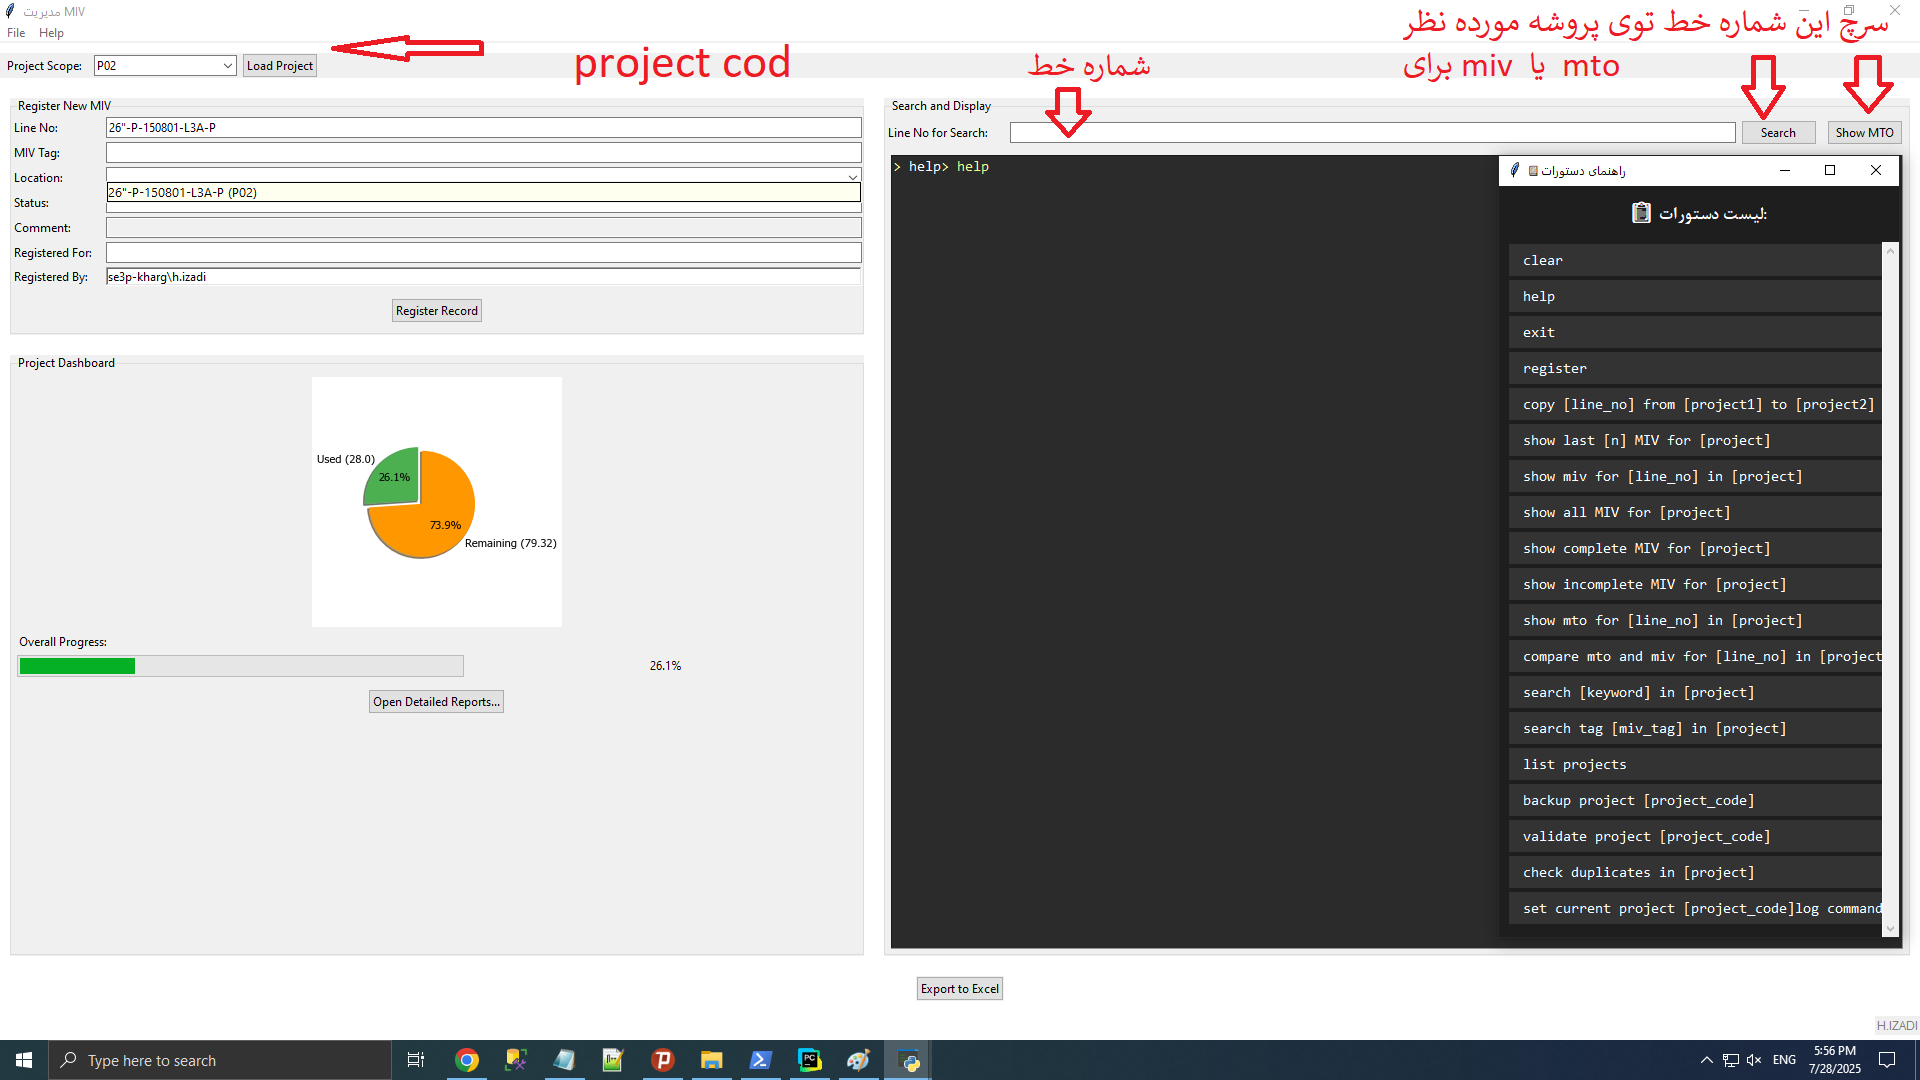 مدیریت MIV
File Help
Project Scope: P02 Load Project
project cod
شماره خط
سرچ این شماره خط توی پروشه مورده نظر
برای miv یا mto
Register New MIV
Line No: 26"-P-150801-L3A-P
MIV Tag:
Location:
26"-P-150801-L3A-P (P02)
Status:
Comment:
Registered For:
Registered By: se3p-kharg\h.izadi
Register Record
Project Dashboard
Used (28.0)
26.1%
73.9%
Remaining (79.32)
Overall Progress:
26.1%
Open Detailed Reports...
Search and Display
Line No for Search: Search Show MTO
> help> help
راهنمای دستورات
لیست دستورات:
clear
help
exit
register
copy [line_no] from [project1] to [project2]
show last [n] MIV for [project]
show miv for [line_no] in [project]
show all MIV for [project]
show complete MIV for [project]
show incomplete MIV for [project]
show mto for [line_no] in [project]
compare mto and miv for [line_no] in [project
search [keyword] in [project]
search tag [miv_tag] in [project]
list projects
backup project [project_code]
validate project [project_code]
check duplicates in [project]
set current project [project_code]log command
Export to Excel
H.IZADI
Type here to search
ENG
5:56 PM
7/28/2025